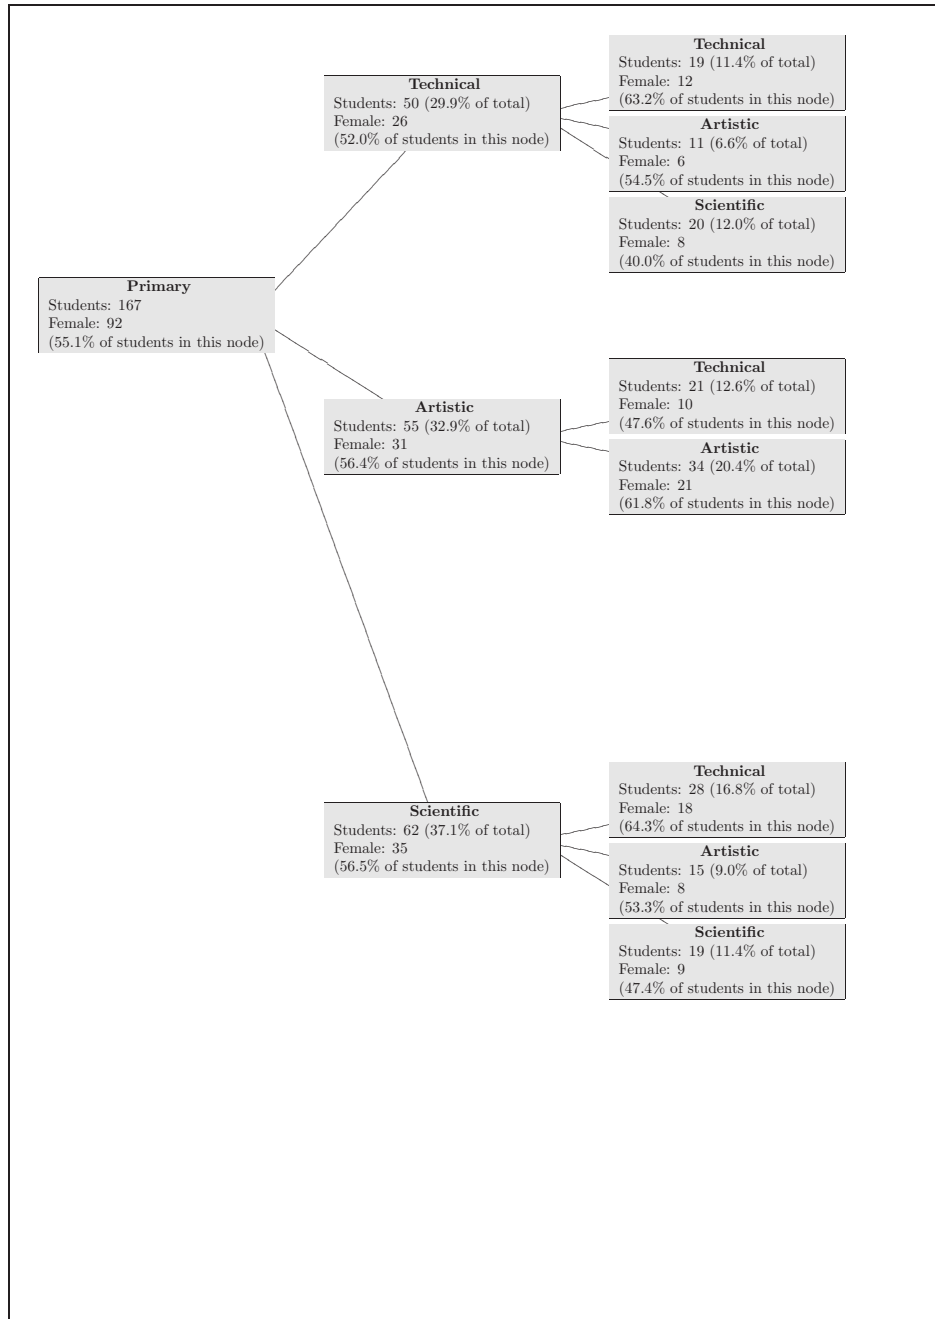 Primary
Students: 167
Female: 92
(55.1% of students in this node)
Technical
Students: 50 (29.9% of total)
Female: 26
(52.0% of students in this node)
Technical
Students: 19 (11.4% of total)
Female: 12
(63.2% of students in this node)
Artistic
Students: 11 (6.6% of total)
Female: 6
(54.5% of students in this node)
Scientific
Students: 20 (12.0% of total)
Female: 8
(40.0% of students in this node)
Artistic
Students: 55 (32.9% of total)
Female: 31
(56.4% of students in this node)
Technical
Students: 21 (12.6% of total)
Female: 10
(47.6% of students in this node)
Artistic
Students: 34 (20.4% of total)
Female: 21
(61.8% of students in this node)
Scientific
Students: 62 (37.1% of total)
Female: 35
(56.5% of students in this node)
Technical
Students: 28 (16.8% of total)
Female: 18
(64.3% of students in this node)
Artistic
Students: 15 (9.0% of total)
Female: 8
(53.3% of students in this node)
Scientific
Students: 19 (11.4% of total)
Female: 9
(47.4% of students in this node)